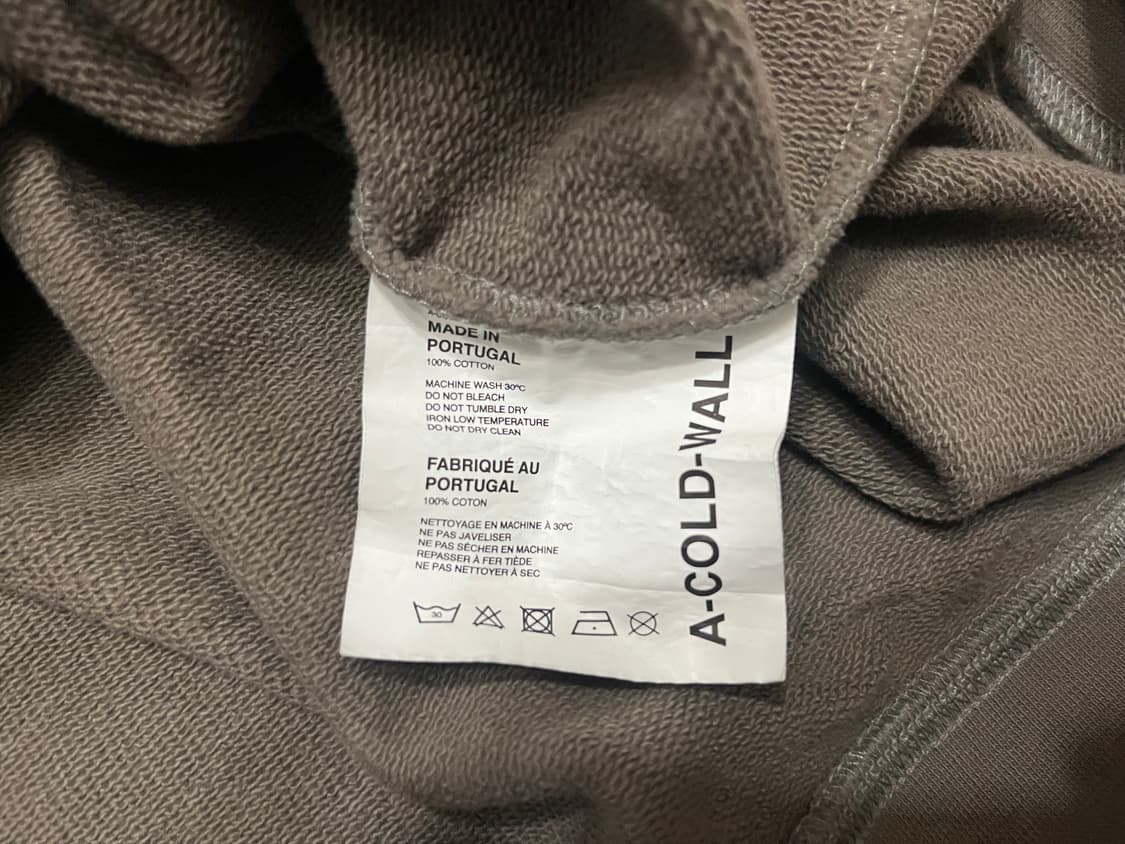 MADE IN
PORTUGAL
100% COTTON
MACHINE WASH 30ºC
DO NOT BLEACH
DO NOT TUMBLE DRY
IRON LOW TEMPERATURE
DO NOT DRY CLEAN
FABRIQUÉ AU
PORTUGAL
100% COTON
NETTOYAGE EN MACHINE À 30ºC
NE PAS JAVELISER
NE PAS SÉCHER EN MACHINE
REPASSER À FER TIÈDE
NE PAS NETTOYER À SEC
30
A-COLD-WALL